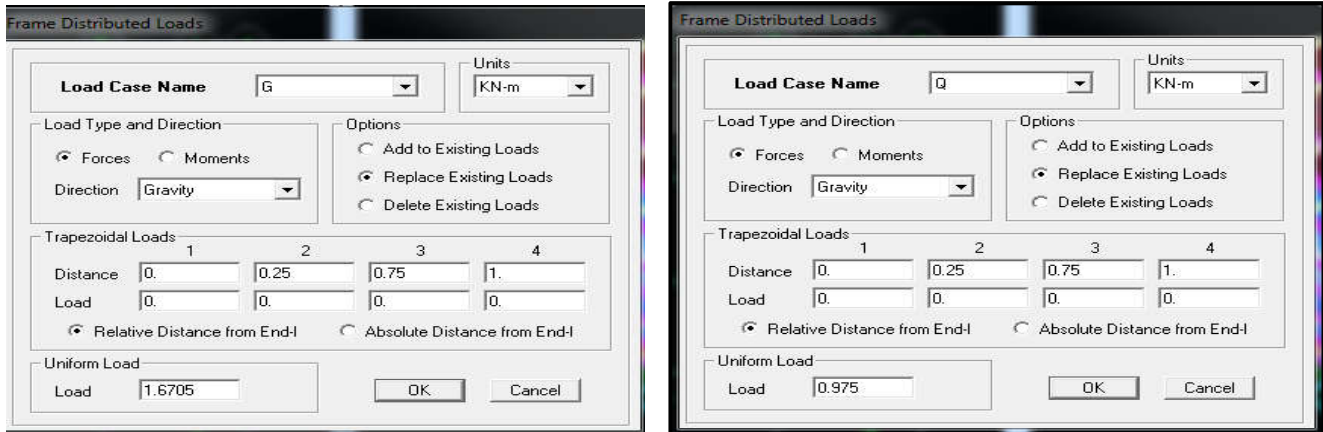 Frame Distributed Loads
Units
Load Case Name G KN-m
Load Type and Direction Options
Forces Moments Add to Existing Loads
Replace Existing Loads
Direction Gravity
Delete Existing Loads
Trapezoidal Loads
1 2 3 4
Distance 0. 0.25 0.75 1.
Load 0. 0. 0. 0.
Relative Distance from End-I Absolute Distance from End-I
Uniform Load
Load 1.6705 OK Cancel
Frame Distributed Loads
Units
Load Case Name Q KN-m
Load Type and Direction Options
Forces Moments Add to Existing Loads
Replace Existing Loads
Direction Gravity
Delete Existing Loads
Trapezoidal Loads
1 2 3 4
Distance 0. 0.25 0.75 1.
Load 0. 0. 0. 0.
Relative Distance from End-I Absolute Distance from End-I
Uniform Load
Load 0.975 OK Cancel